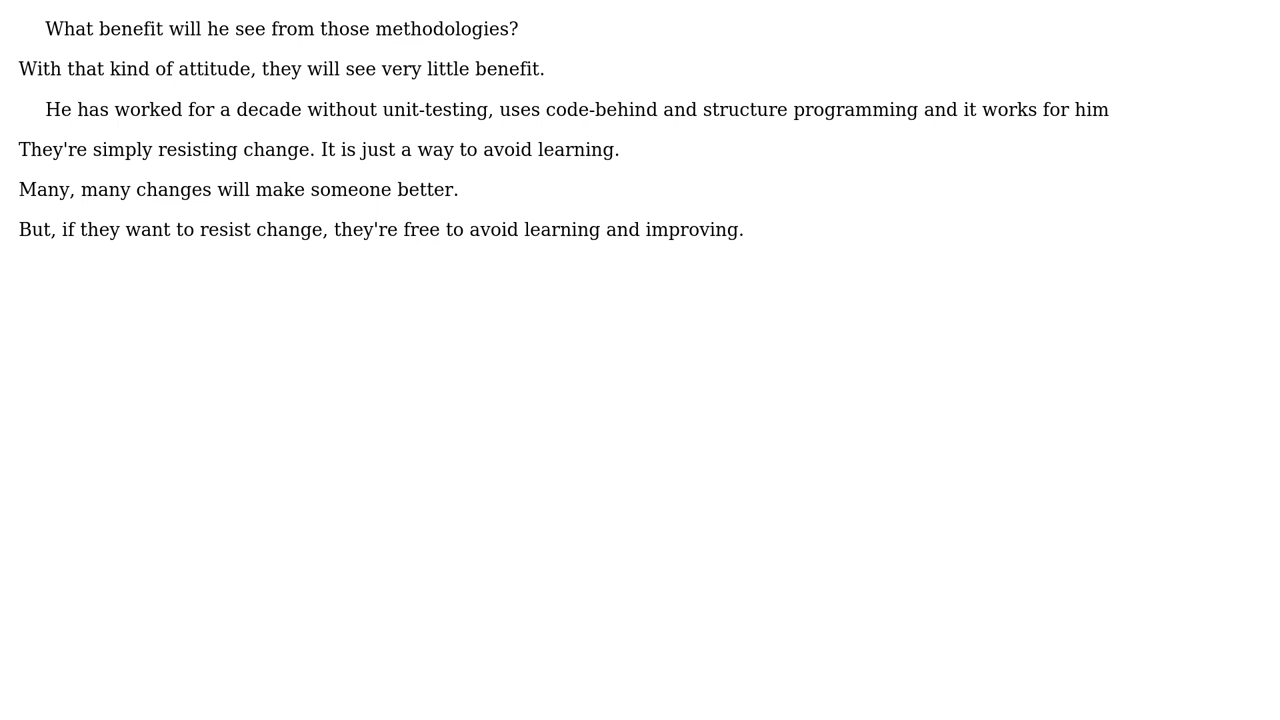 What benefit will he see from those methodologies?
With that kind of attitude, they will see very little benefit.
He has worked for a decade without unit-testing, uses code-behind and structure programming and it works for him
They're simply resisting change. It is just a way to avoid learning.
Many, many changes will make someone better.
But, if they want to resist change, they're free to avoid learning and improving.